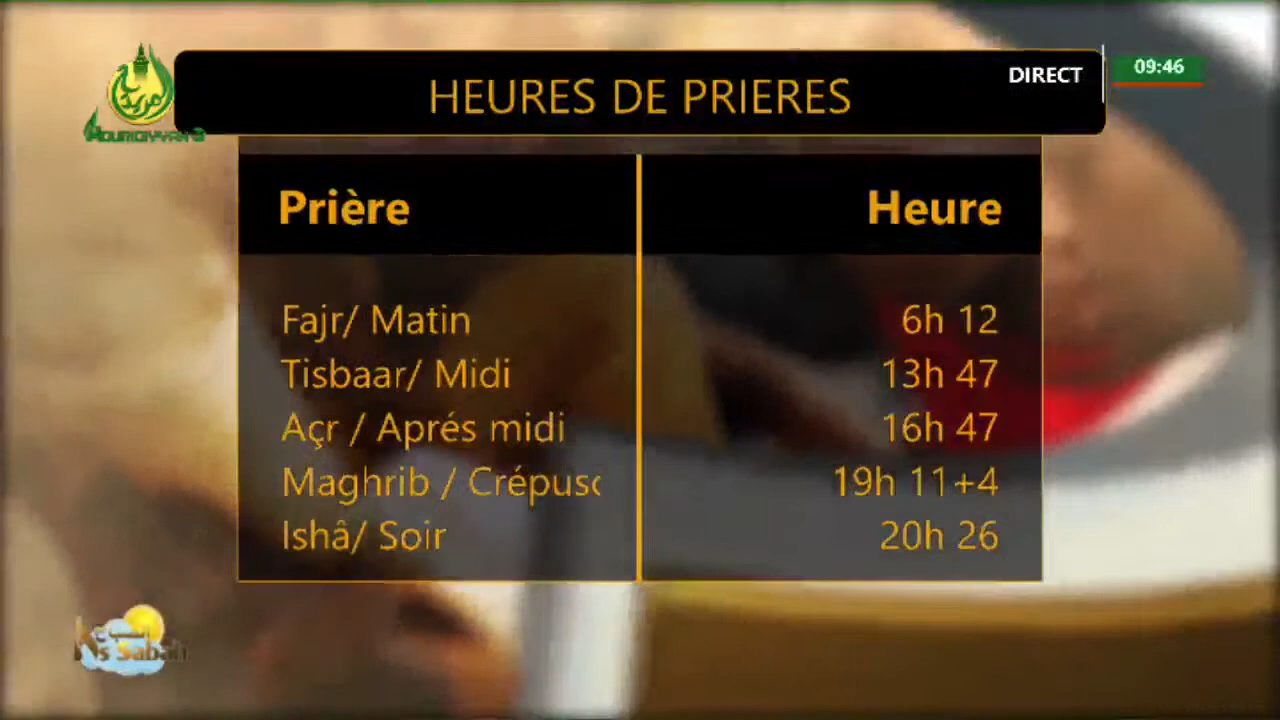 DIRECT
09:46
HEURES DE PRIERES
Prière
Heure
Fajr/ Matin
6h 12
Tisbaar/ Midi
13h 47
Açr / Aprés midi
16h 47
Maghrib / Crépusc
19h 11+4
Ishâ/ Soir
20h 26